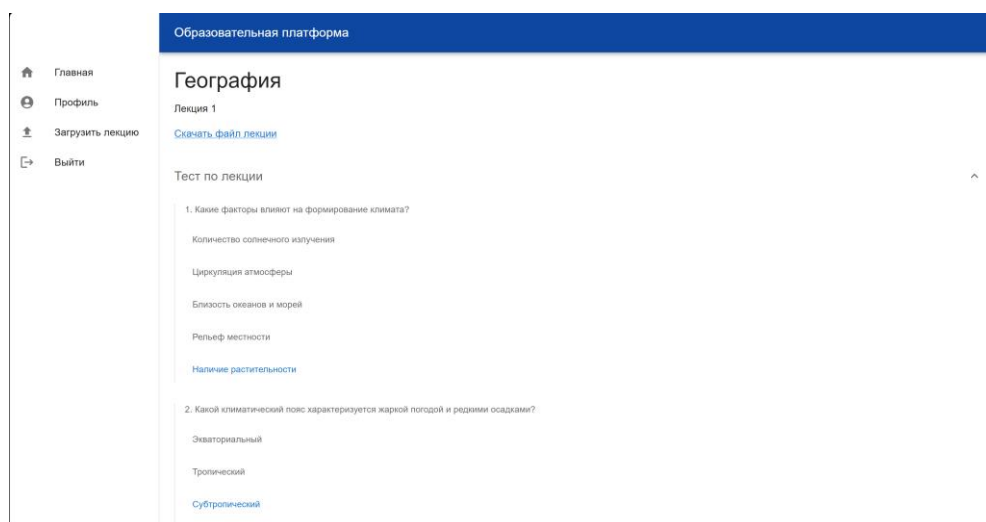 Образовательная платформа
Главная
Профиль
Загрузить лекцию
Выйти
География
Лекция 1
Скачать файл лекции
Тест по лекции
1. Какие факторы влияют на формирование климата?
Количество солнечного излучения
Циркуляция атмосферы
Близость океанов и морей
Рельеф местности
Наличие растительности
2. Какой климатический пояс характеризуется жаркой погодой и редкими осадками?
Экваториальный
Тропический
Субтропический